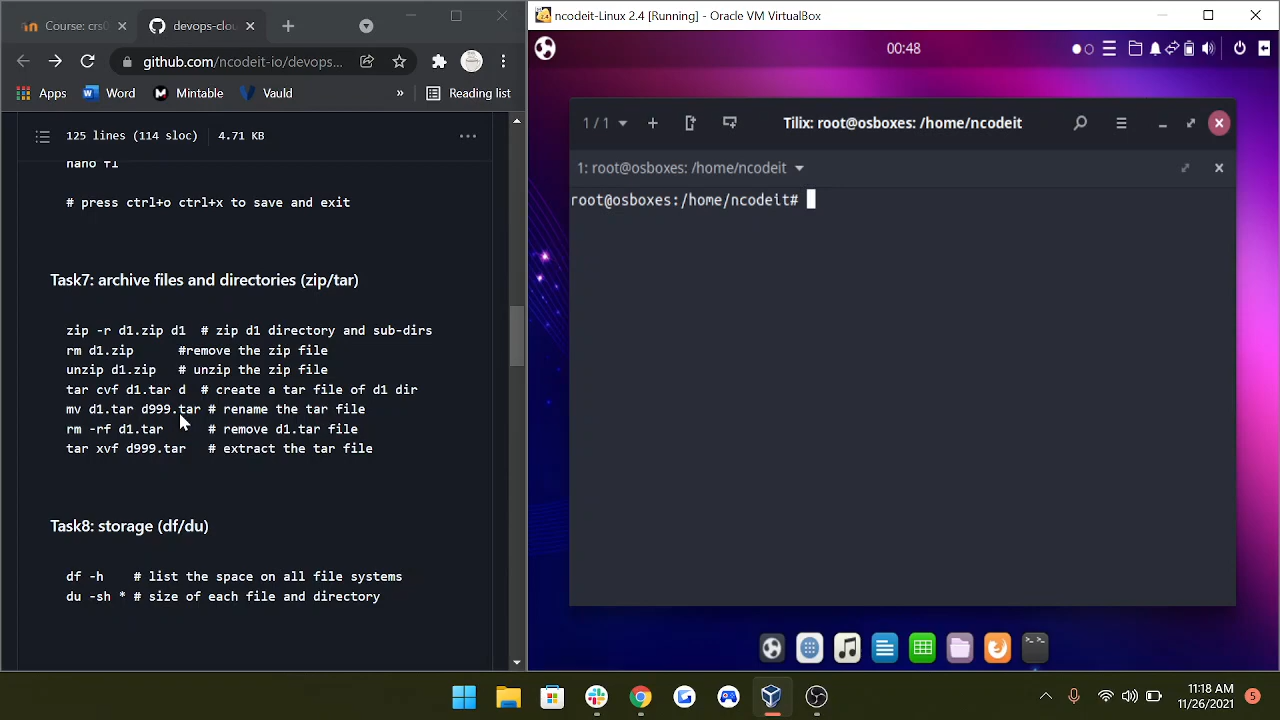 Course: crs0
devops-clou
ncodeit-Linux 2.4 [Running] - Oracle VM VirtualBox
github.com/ncodeit-io/devops...
Apps
Word
Mintable
Vauld
»
Reading list
00:48
125 lines (114 sloc)
4.71 KB
nano f1
# press ctrl+o ctrl+x to save and exit
Task7: archive files and directories (zip/tar)
zip -r d1.zip d1  # zip d1 directory and sub-dirs
rm d1.zip      #remove the zip file
unzip d1.zip   # unzip the zip file
tar cvf d1.tar d  # create a tar file of d1 dir
mv d1.tar d999.tar # rename the tar file
rm -rf d1.tar      # remove d1.tar file
tar xvf d999.tar   # extract the tar file
Task8: storage (df/du)
df -h    # list the space on all file systems
du -sh * # size of each file and directory
1 / 1
Tilix: root@osboxes: /home/ncodeit
1: root@osboxes: /home/ncodeit
root@osboxes:/home/ncodeit#
11:18 AM
11/26/2021
5